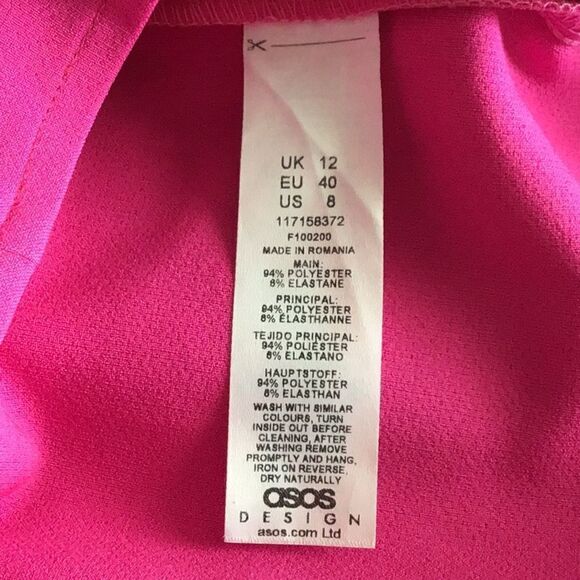 UK 12
EU 40
US 8
117158372
F100200
MADE IN ROMANIA
MAIN:
94% POLYESTER
6% ELASTANE
PRINCIPAL:
94% POLYESTER
6% ÉLASTHANNE
TEJIDO PRINCIPAL:
94% POLIÉSTER
6% ELASTANO
HAUPTSTOFF:
94% POLYESTER
6% ELASTHAN
WASH WITH SIMILAR
COLOURS, TURN
INSIDE OUT BEFORE
CLEANING, AFTER
WASHING REMOVE
PROMPTLY AND HANG,
IRON ON REVERSE,
DRY NATURALLY
asos
DESIGN
asos.com Ltd